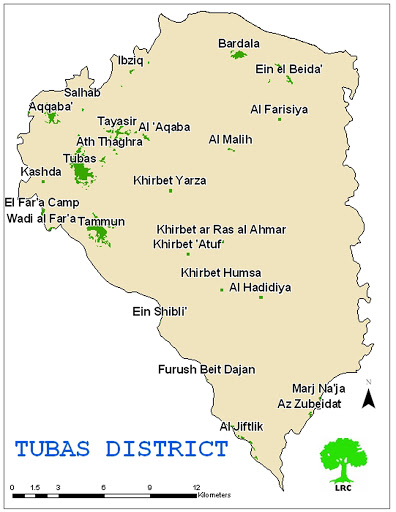 Ibziq
Bardala
Ein el Beida'
Salhab
Aqqaba'
Al Farisiya
Tayasir
Al 'Aqaba
Ath Thaghra
Al Malih
Tubas
Kashda
Khirbet Yarza
El Far'a Camp
Wadi al Far'a
Tammun
Khirbet ar Ras al Ahmar
Khirbet 'Atuf
Khirbet Humsa
Al Hadidiya
Ein Shibli'
Furush Beit Dajan
Marj Na'ja
Az Zubeidat
N
Al Jiftlik
TUBAS DISTRICT
LRC
0 1.5 3 6 9 12
Kilometers